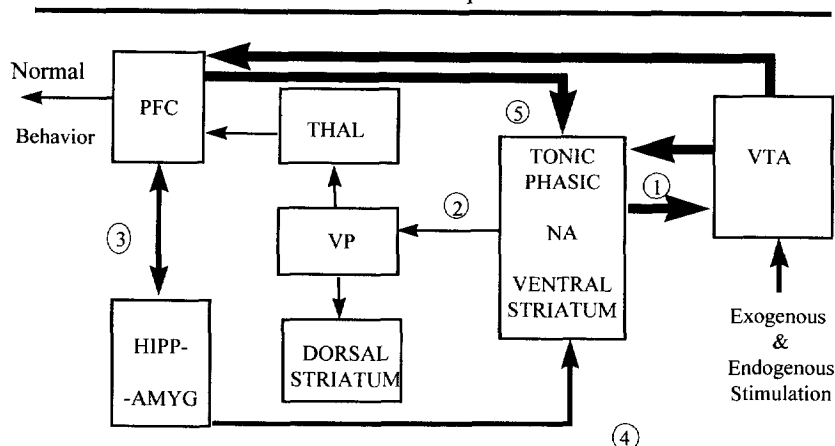 Normal
Behavior
PFC
THAL
VP
DORSAL
STRIATUM
HIPP-
-AMYG
TONIC
PHASIC
NA
VENTRAL
STRIATUM
VTA
Exogenous
&
Endogenous
Stimulation
①
②
③
④
⑤